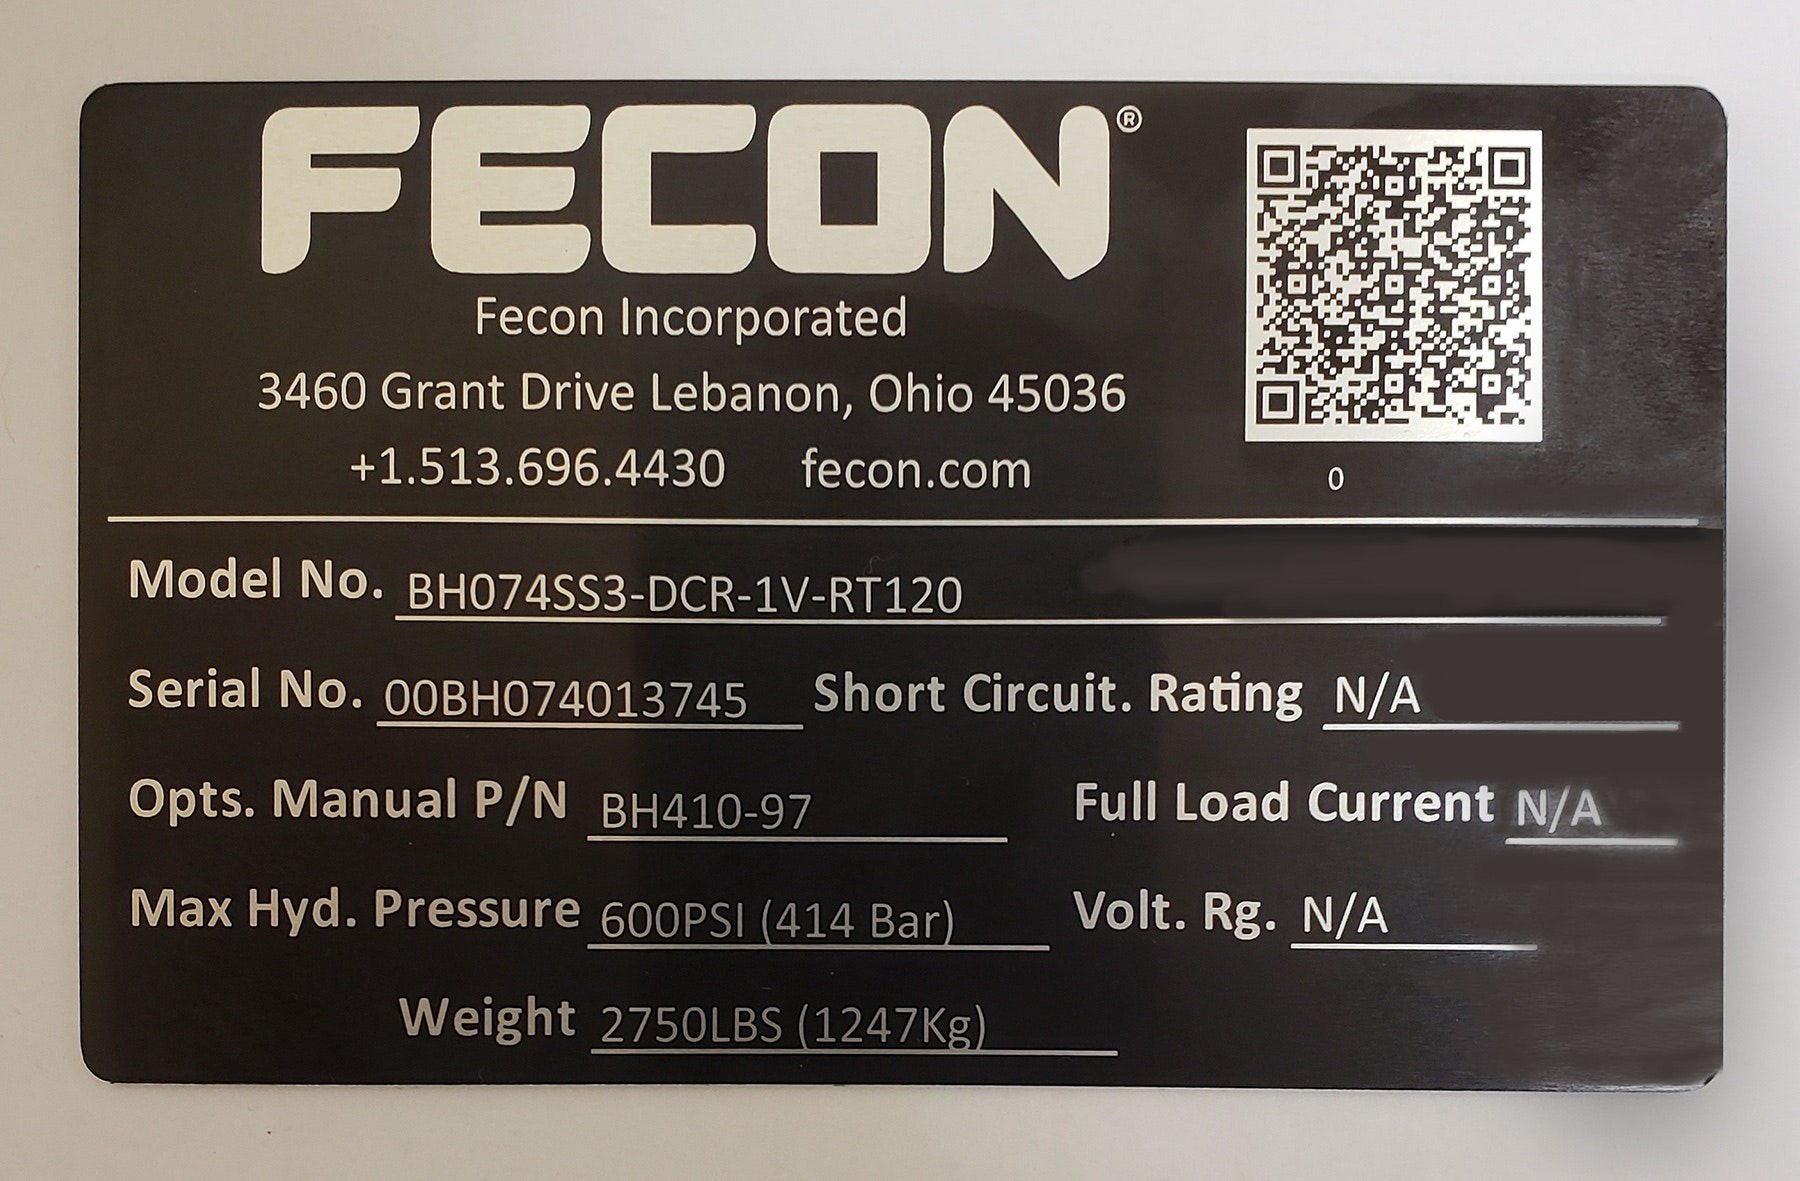 FECON®
Fecon Incorporated
3460 Grant Drive Lebanon, Ohio 45036
+1.513.696.4430 fecon.com
0
Model No. BH074SS3-DCR-1V-RT120
Serial No. 00BH074013745 Short Circuit. Rating N/A
Opts. Manual P/N BH410-97 Full Load Current N/A
Max Hyd. Pressure 600PSI (414 Bar) Volt. Rg. N/A
Weight 2750LBS (1247Kg)